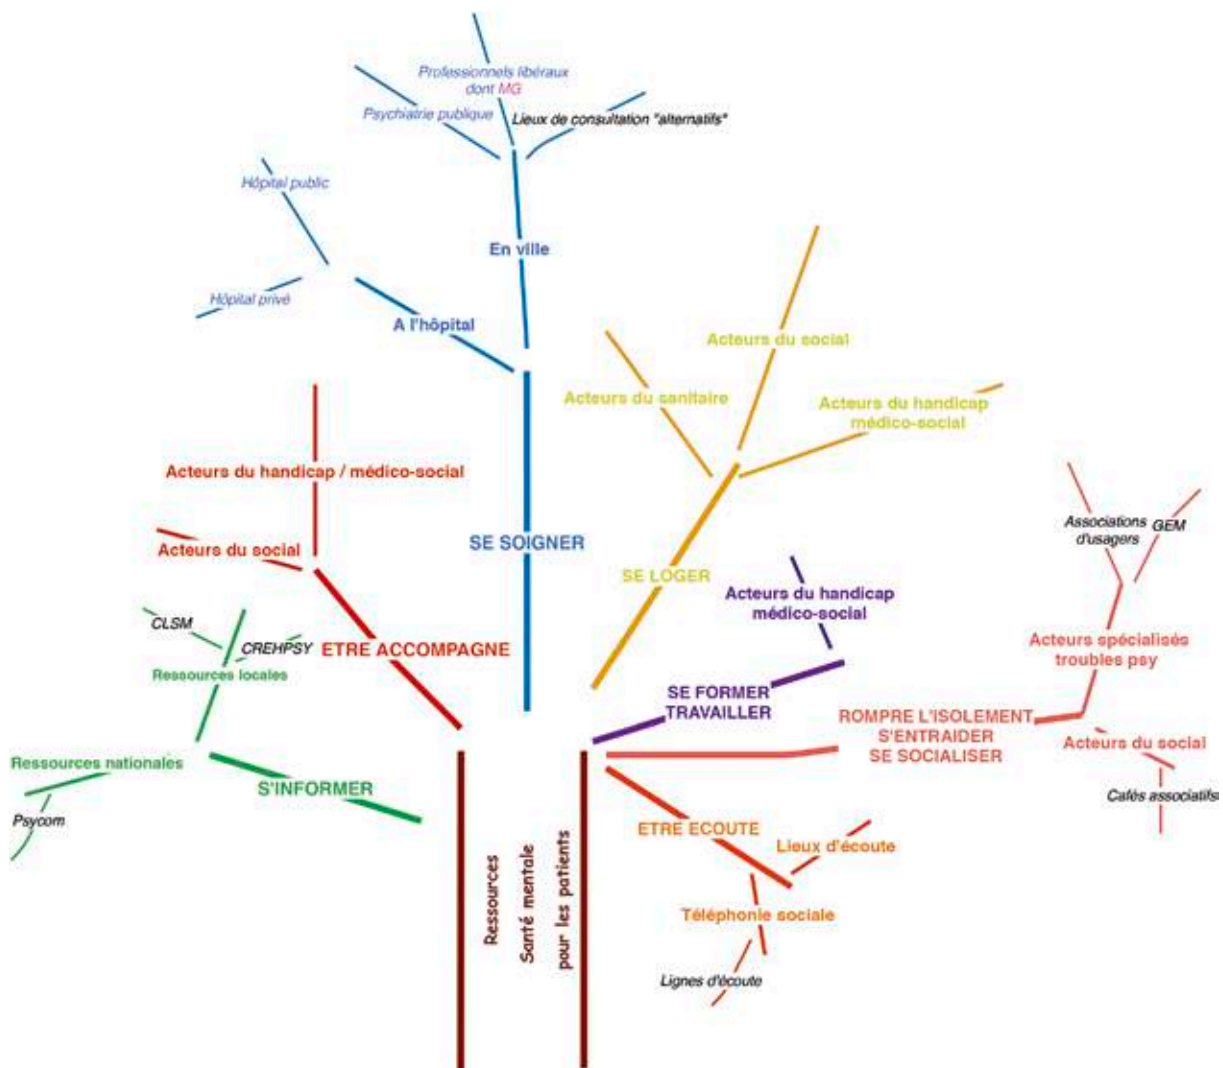 Professionnels libéraux
dont MG
Psychiatrie publique
Lieux de consultation "alternatifs"
Hôpital public
Hôpital privé
En ville
A l'hôpital
SE SOIGNER
Acteurs du social
Acteurs du sanitaire
Acteurs du handicap
médico-social
SE LOGER
Acteurs du handicap / médico-social
Acteurs du social
ETRE ACCOMPAGNE
CLSM
CREHPSY
Ressources locales
Ressources nationales
Psycom
S'INFORMER
Acteurs du handicap
médico-social
SE FORMER
TRAVAILLER
Associations
d'usagers
GEM
Acteurs spécialisés
troubles psy
ROMPRE L'ISOLEMENT
S'ENTRAIDER
SE SOCIALISER
Acteurs du social
Cafés associatifs
ETRE ECOUTE
Lieux d'écoute
Téléphonie sociale
Lignes d'écoute
Ressources
Santé mentale
pour les patients